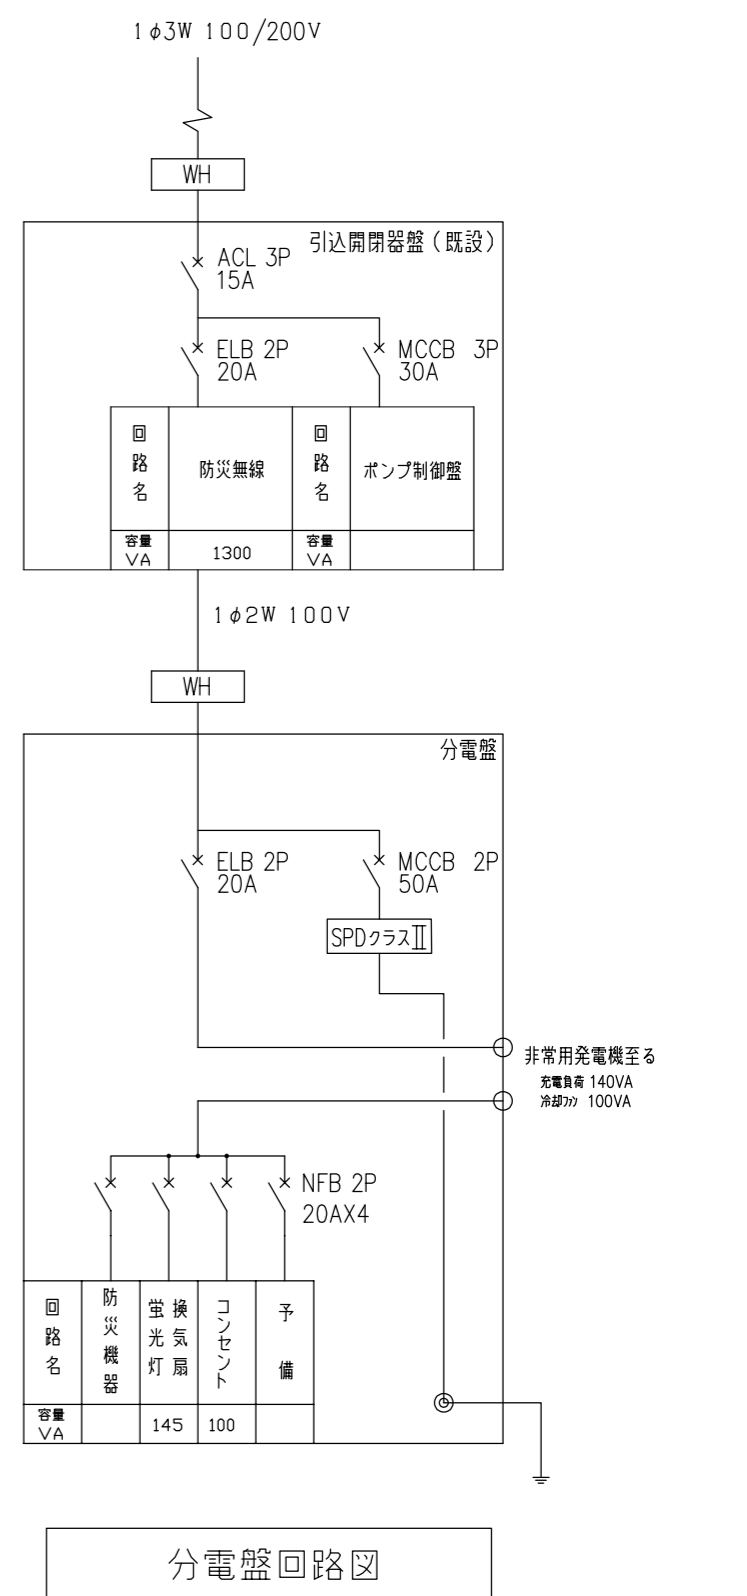 1φ3W 100/200V
WH
引込開閉器盤(既設)
ACL 3P
15A
ELB 2P
20A
MCCB 3P
30A
回路名
防災無線
回路名
ポンプ制御盤
容量
VA
1300
容量
VA
1φ2W 100V
WH
分電盤
ELB 2P
20A
MCCB 2P
50A
SPDクラスⅡ
非常用発電機至る
充電負荷 140VA
冷却ファン 100VA
NFB 2P
20AX4
回路名
防災機器
換気扇
蛍光灯
コンセント
予備
容量
VA
145
100
分電盤回路図